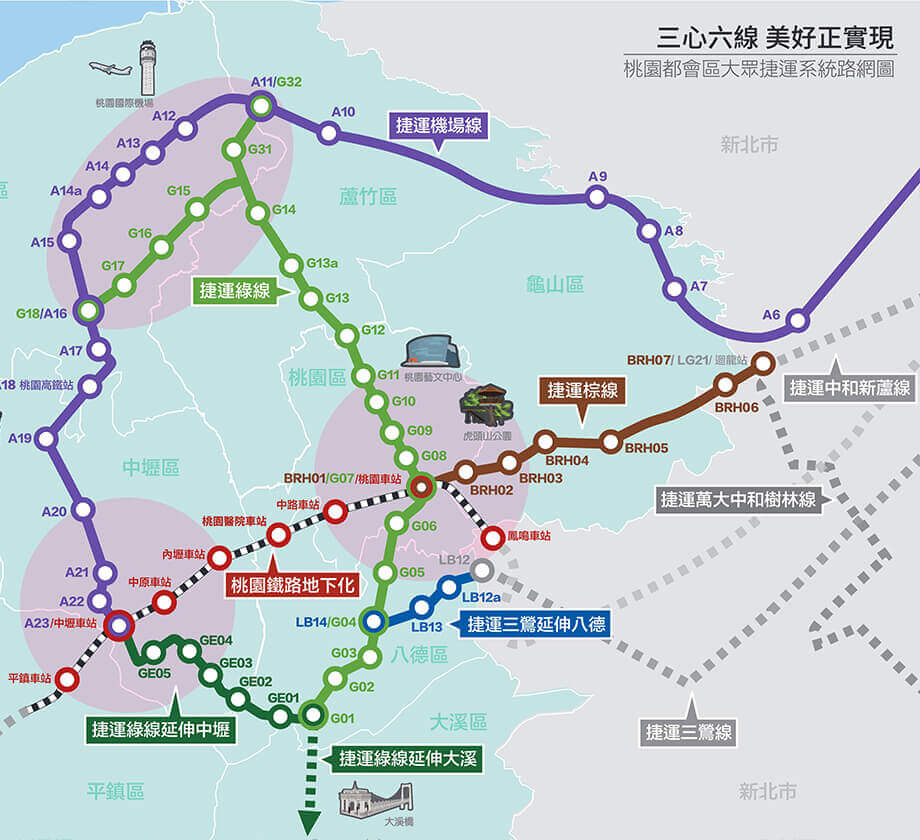 三心六線 美好正實現
桃園都會區大眾捷運系統路網圖
桃園國際機場
A11/G32
A10
捷運機場線
新北市
A12
A13
G31
A14
A14a
G15
蘆竹區
A9
區
G14
G16
A15
A8
G17
G13a
捷運綠線
龜山區
A7
G13
G18/A16
A6
G12
A17
BRH07/ LG21/ 迴龍站
桃園區
桃園藝文中心
G11
A18 桃園高鐵站
捷運棕線
捷運中和新蘆線
G10
BRH06
虎頭山公園
G09
A19
BRH05
G08
BRH04
中壢區
BRH01/G07/桃園車站
BRH03
BRH02
捷運萬大中和樹林線
中路車站
A20
桃園醫院車站
G06
鳳鳴車站
內壢車站
LB12
A21
G05
中原車站
桃園鐵路地下化
LB12a
A22
A23/中壢車站
LB14/G04
LB13
捷運三鶯延伸八德
GE04
G03
八德區
GE05
GE03
平鎮車站
G02
GE02
GE01
G01
大溪區
捷運綠線延伸中壢
捷運三鶯線
捷運綠線延伸大溪
平鎮區
新北市
大溪橋